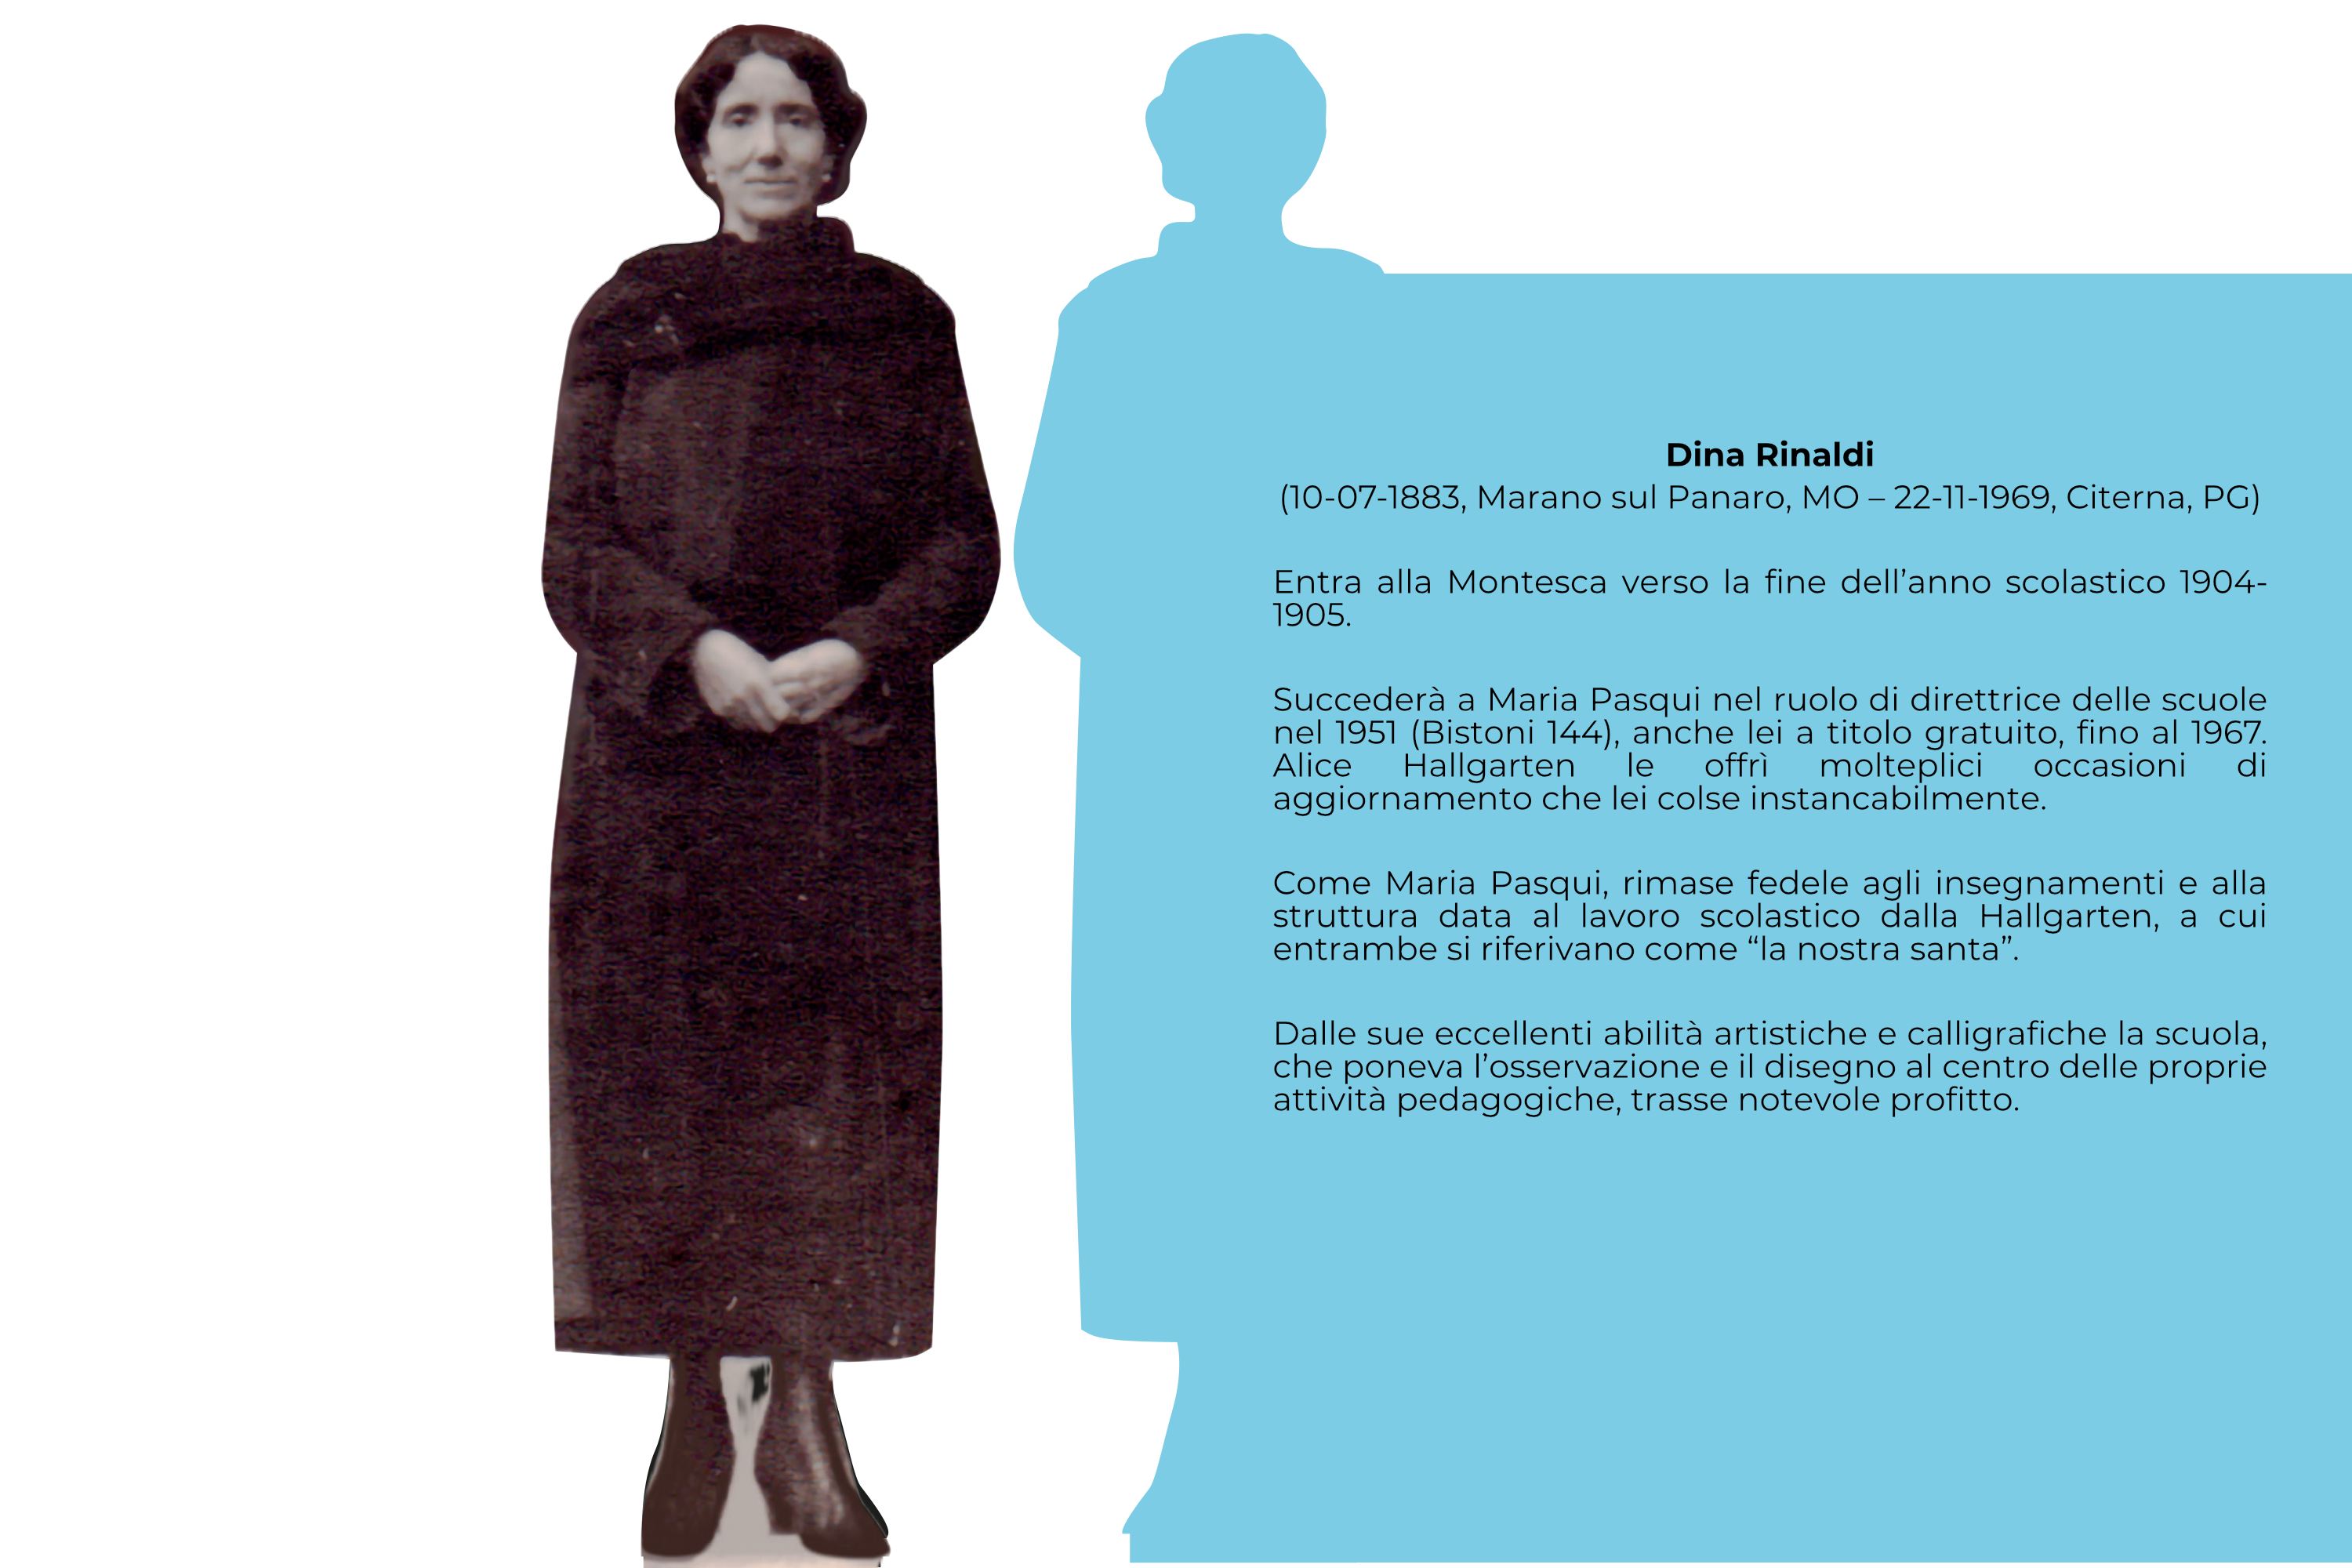 Dina Rinaldi
(10-07-1883, Marano sul Panaro, MO – 22-11-1969, Citerna, PG)
Entra alla Montesca verso la fine dell’anno scolastico 1904-
1905.
Succederà a Maria Pasqui nel ruolo di direttrice delle scuole
nel 1951 (Bistoni 144), anche lei a titolo gratuito, fino al 1967.
Alice Hallgarten le offrì molteplici occasioni di
aggiornamento che lei colse instancabilmente.
Come Maria Pasqui, rimase fedele agli insegnamenti e alla
struttura data al lavoro scolastico dalla Hallgarten, a cui
entrambe si riferivano come “la nostra santa”.
Dalle sue eccellenti abilità artistiche e calligrafiche la scuola,
che poneva l’osservazione e il disegno al centro delle proprie
attività pedagogiche, trasse notevole profitto.